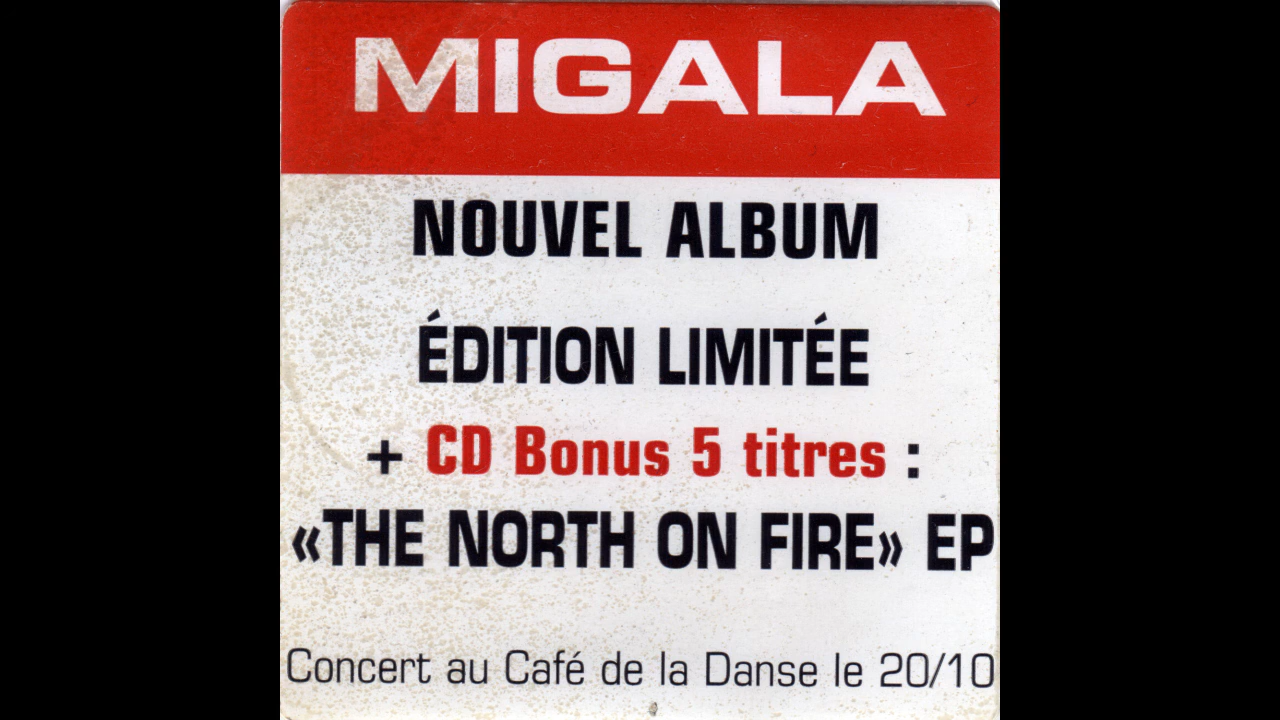 MIGALA
NOUVEL ALBUM
ÉDITION LIMITÉE
+ CD Bonus 5 titres :
«THE NORTH ON FIRE» EP
Concert au Café de la Danse le 20/10